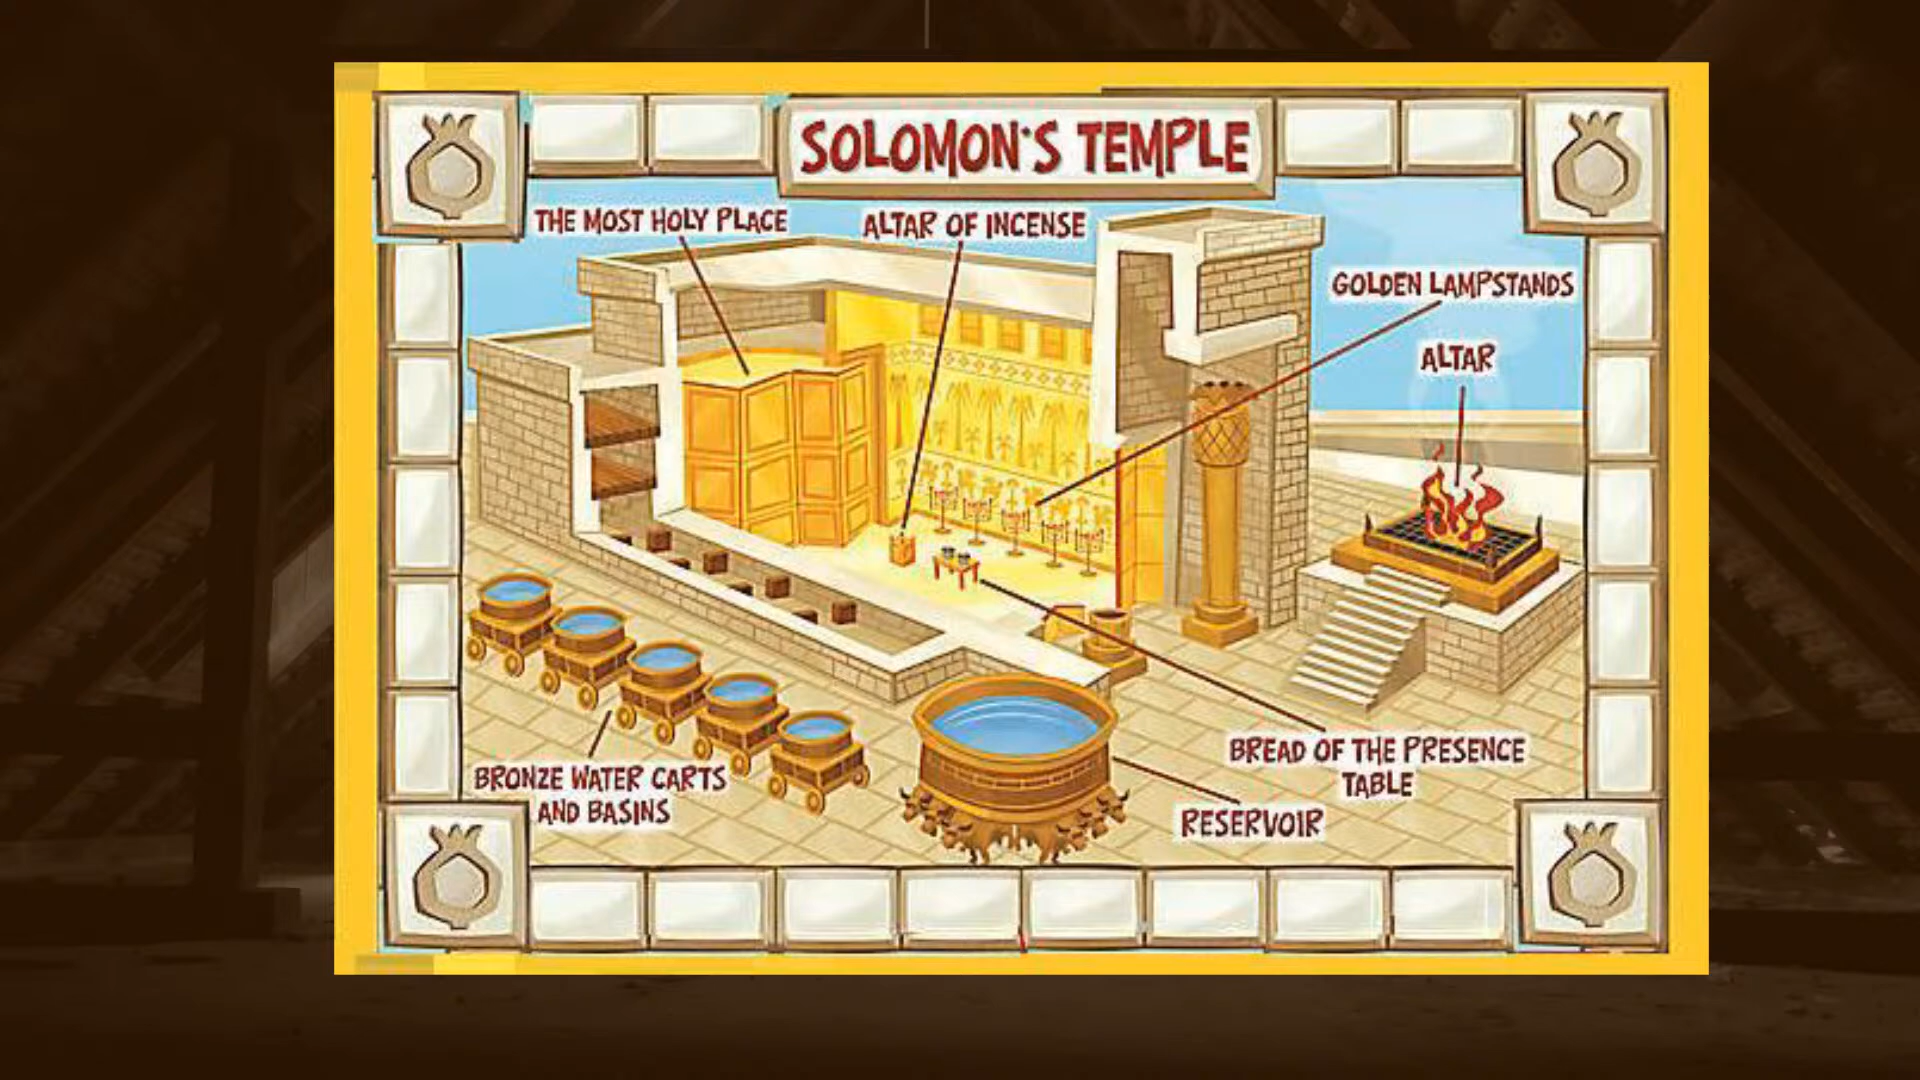 SOLOMON'S TEMPLE
THE MOST HOLY PLACE
ALTAR OF INCENSE
GOLDEN LAMPSTANDS
ALTAR
BREAD OF THE PRESENCE
TABLE
BRONZE WATER CARTS
AND BASINS
RESERVOIR